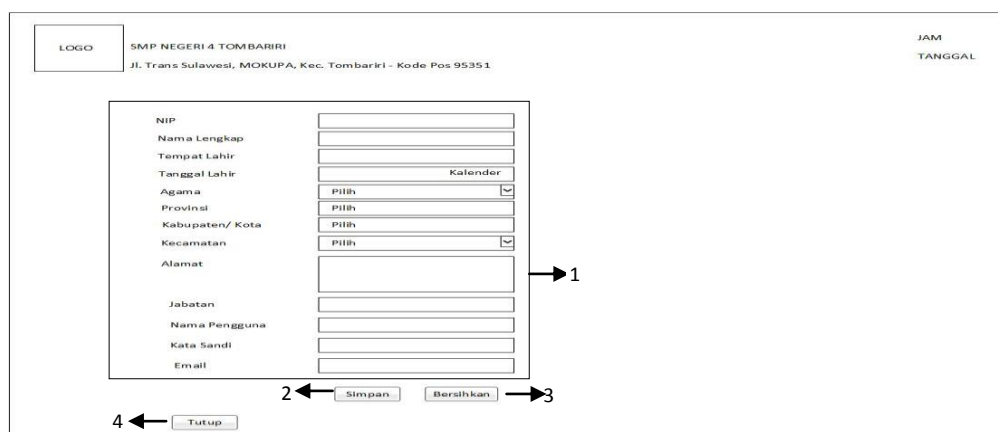 LOGO
SMP NEGERI 4 TOMBARIRI
Jl. Trans Sulawesi, MOKUPA, Kec. Tombariri - Kode Pos 95351
JAM
TANGGAL
NIP
Nama Lengkap
Tempat Lahir
Tanggal Lahir Kalender
Agama Pilih
Provinsi Pilih
Kabupaten/ Kota Pilih
Kecamatan Pilih
Alamat
1
Jabatan
Nama Pengguna
Kata Sandi
Email
2 Simpan Bersihkan 3
4 Tutup